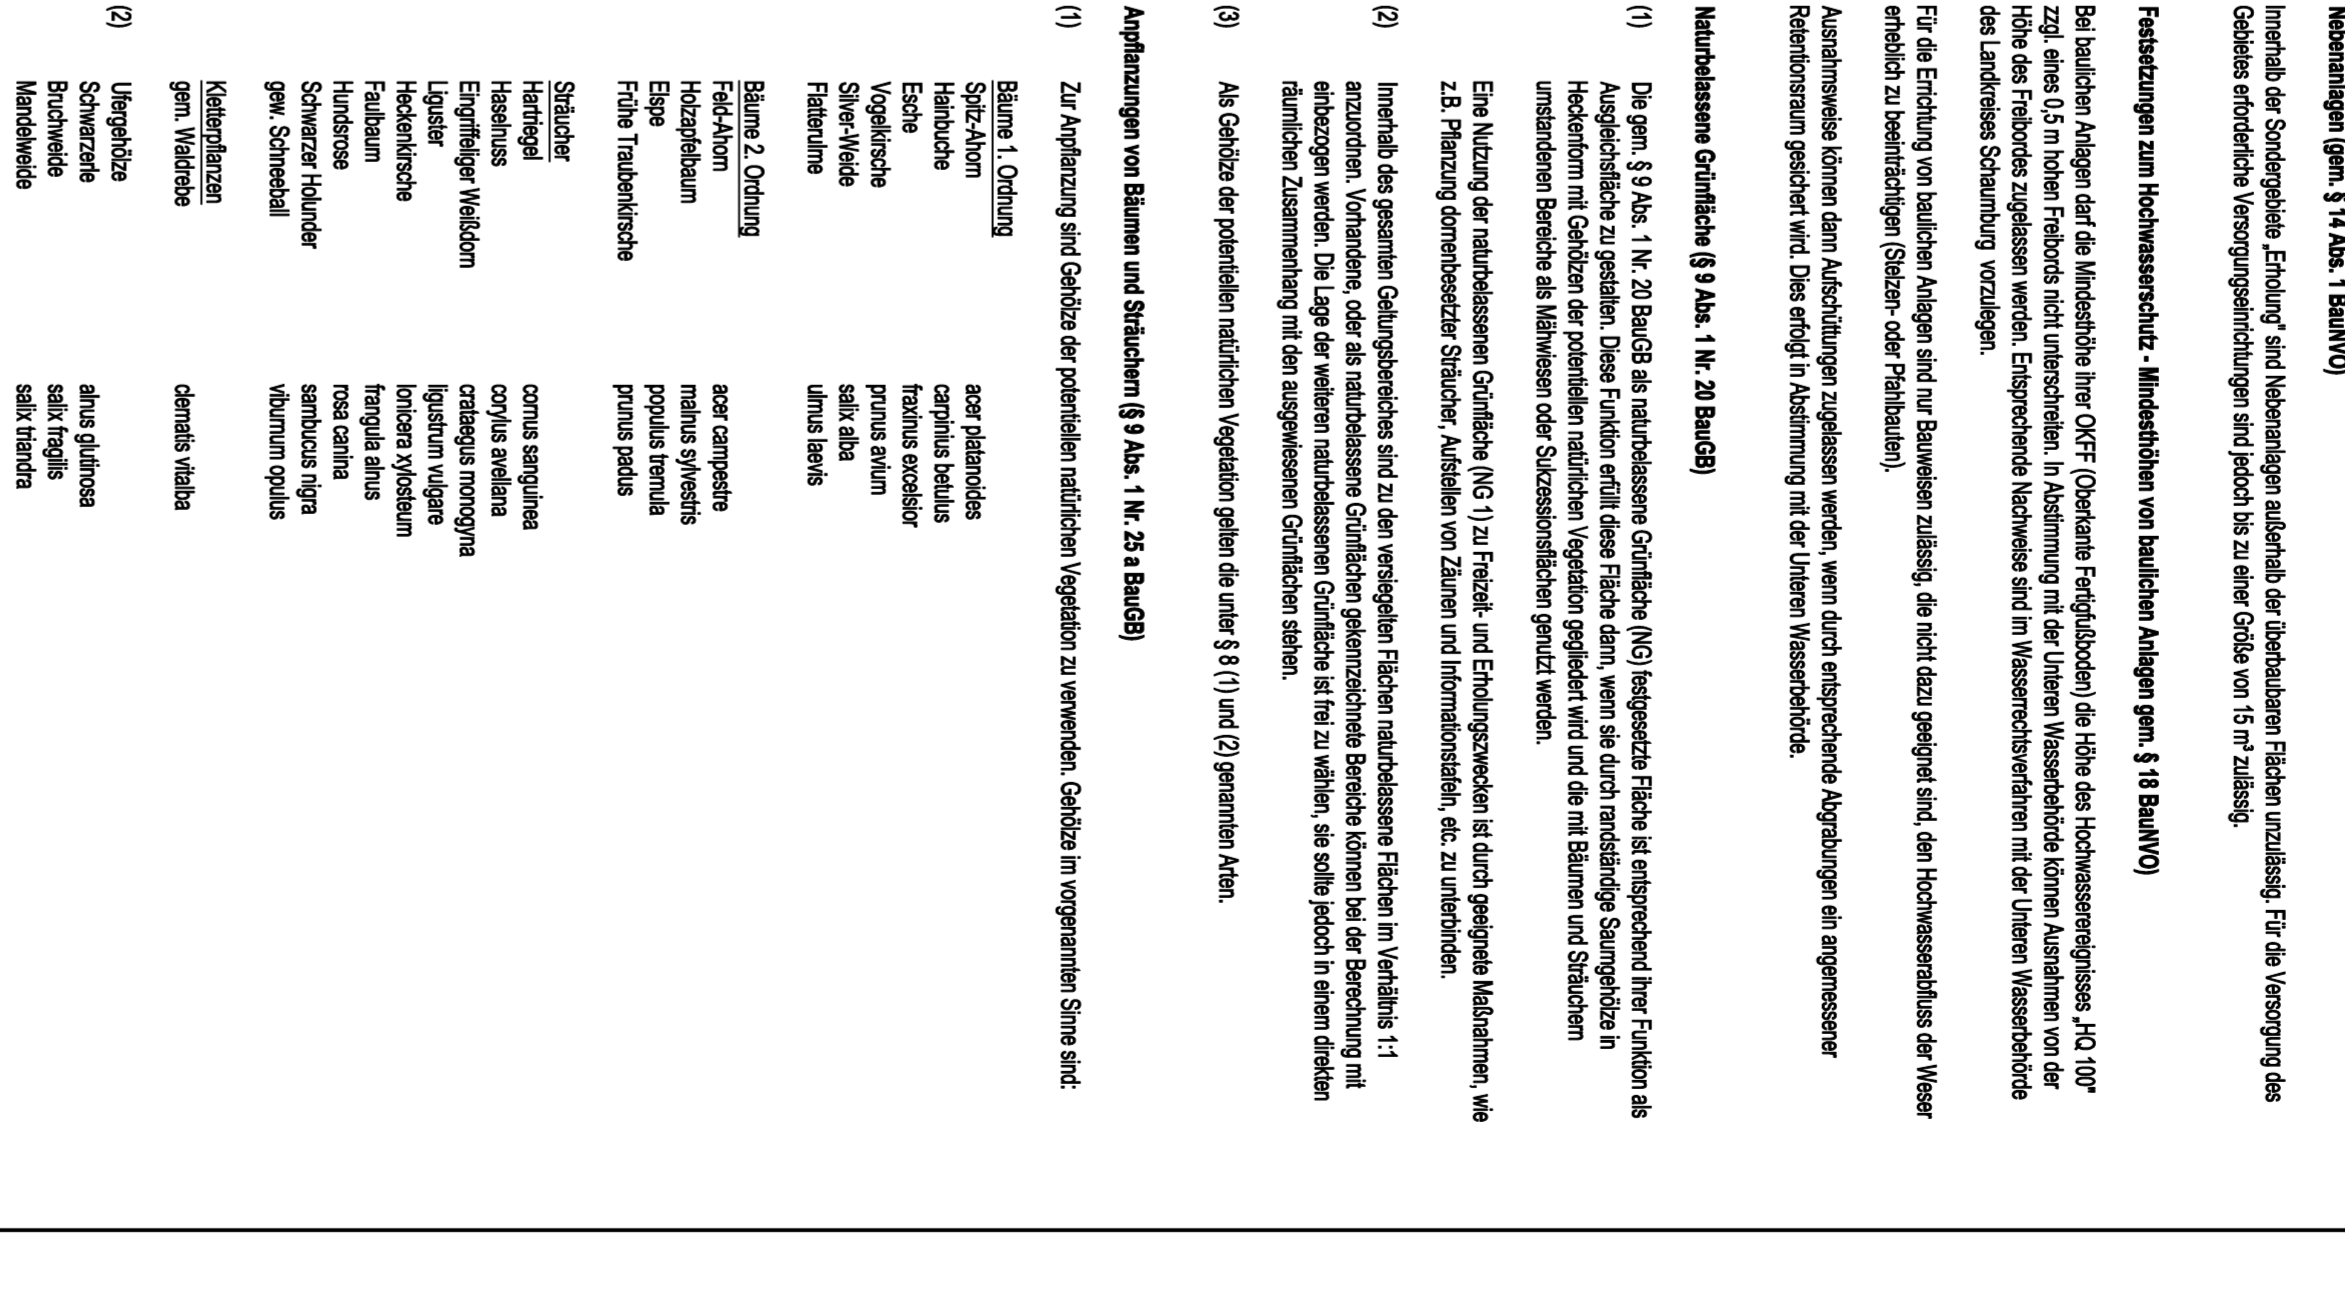 Nebenanlagen (gem. § 14 Abs. 1 BauNVO)
Innerhalb der Sondergebiete „Erholung" sind Nebenanlagen außerhalb der überbaubaren Flächen unzulässig. Für die Versorgung des
Gebietes erforderliche Versorgungseinrichtungen sind jedoch bis zu einer Größe von 15 m³ zulässig.
Festsetzungen zum Hochwasserschutz - Mindesthöhen von baulichen Anlagen gem. § 18 BauNVO)
Bei baulichen Anlagen darf die Mindesthöhe ihrer OKFF (Oberkante Fertigfußboden) die Höhe des Hochwasserereignisses „HQ 100"
zzgl. eines 0,5 m hohen Freibords nicht unterschreiten. In Abstimmung mit der Unteren Wasserbehörde können Ausnahmen von der
Höhe des Freibordes zugelassen werden. Entsprechende Nachweise sind im Wasserrechtsverfahren mit der Unteren Wasserbehörde
des Landkreises Schaumburg vorzulegen.
Für die Errichtung von baulichen Anlagen sind nur Bauweisen zulässig, die nicht dazu geeignet sind, den Hochwasserabfluss der Weser
erheblich zu beeinträchtigen (Stelzen- oder Pfahlbauten).
Ausnahmsweise können dann Aufschüttungen zugelassen werden, wenn durch entsprechende Abgrabungen ein angemessener
Retentionsraum gesichert wird. Dies erfolgt in Abstimmung mit der Unteren Wasserbehörde.
Naturbelassene Grünfläche (§ 9 Abs. 1 Nr. 20 BauGB)
(1) Die gem. § 9 Abs. 1 Nr. 20 BauGB als naturbelassene Grünfläche (NG) festgesetzte Fläche ist entsprechend ihrer Funktion als
Ausgleichsfläche zu gestalten. Diese Funktion erfüllt diese Fläche dann, wenn sie durch randständige Saumgehölze in
Heckenform mit Gehölzen der potentiellen natürlichen Vegetation gegliedert wird und die mit Bäumen und Sträuchern
umstandenen Bereiche als Mähwiesen oder Sukzessionsflächen genutzt werden.
Eine Nutzung der naturbelassenen Grünfläche (NG 1) zu Freizeit- und Erholungszwecken ist durch geeignete Maßnahmen, wie
z.B. Pflanzung dornenbesetzter Sträucher, Aufstellen von Zäunen und Informationstafeln, etc. zu unterbinden.
(2) Innerhalb des gesamten Geltungsbereiches sind zu den versiegelten Flächen naturbelassene Flächen im Verhältnis 1:1
anzuordnen. Vorhandene, oder als naturbelassene Grünflächen gekennzeichnete Bereiche können bei der Berechnung mit
einbezogen werden. Die Lage der weiteren naturbelassenen Grünfläche ist frei zu wählen, sie sollte jedoch in einem direkten
räumlichen Zusammenhang mit den ausgewiesenen Grünflächen stehen.
(3) Als Gehölze der potentiellen natürlichen Vegetation gelten die unter § 8 (1) und (2) genannten Arten.
Anpflanzungen von Bäumen und Sträuchern (§ 9 Abs. 1 Nr. 25 a BauGB)
(1) Zur Anpflanzung sind Gehölze der potentiellen natürlichen Vegetation zu verwenden. Gehölze im vorgenannten Sinne sind:
Bäume 1. Ordnung
Spitz-Ahorn acer platanoides
Hainbuche carpinius betulus
Esche fraxinus excelsior
Vogelkirsche prunus avium
Silver-Weide salix alba
Flatterulme ulmus laevis
Bäume 2. Ordnung
Feld-Ahorn acer campestre
Holzapfelbaum malnus sylvestris
Elspe populus tremula
Frühe Traubenkirsche prunus padus
Sträucher
Hartriegel cornus sanguinea
Haselnuss corylus avellana
Eingriffeliger Weißdorn crataegus monogyna
Liguster ligustrum vulgare
Heckenkirsche lonicera xylosteum
Faulbaum frangula alnus
Hundsrose rosa canina
Schwarzer Holunder sambucus nigra
gew. Schneeball viburnum opulus
Kletterpflanzen
gem. Waldrebe clematis vitalba
(2) Ufergehölze
Schwarzerle alnus glutinosa
Bruchweide salix fragilis
Mandelweide salix triandra